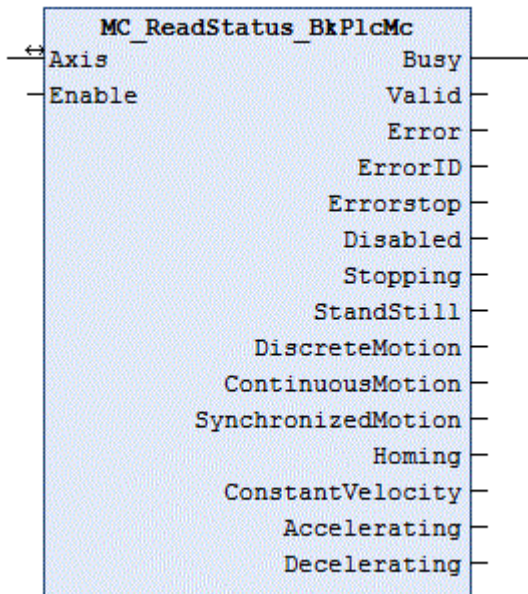 MC_ReadStatus_BkPlcMc
Axis Busy
Enable Valid
Error
ErrorID
Errorstop
Disabled
Stopping
StandStill
DiscreteMotion
ContinuousMotion
SynchronizedMotion
Homing
ConstantVelocity
Accelerating
Decelerating